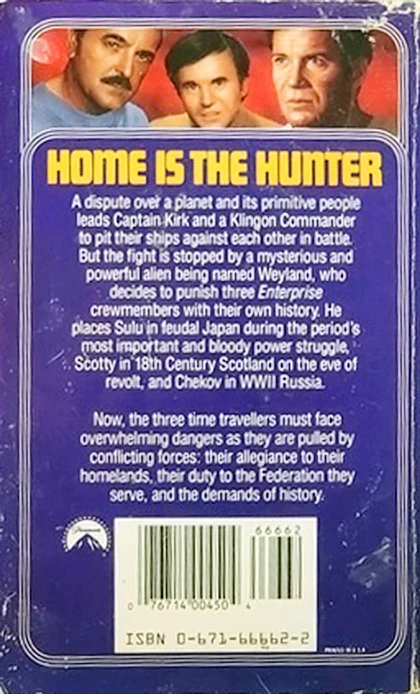 HOME IS THE HUNTER
A dispute over a planet and its primitive people
leads Captain Kirk and a Klingon Commander
to pit their ships against each other in battle.
But the fight is stopped by a mysterious and
powerful alien being named Weyland, who
decides to punish three Enterprise
crewmembers with their own history. He
places Sulu in feudal Japan during the period's
most important and bloody power struggle,
Scotty in 18th Century Scotland on the eve of
revolt, and Chekov in WWII Russia.
Now, the three time travellers must face
overwhelming dangers as they are pulled by
conflicting forces: their allegiance to their
homelands, their duty to the Federation they
serve, and the demands of history.
Paramount
66662
0 76714 00450 4
ISBN 0-671-66662-2
PRINTED IN U.S.A.